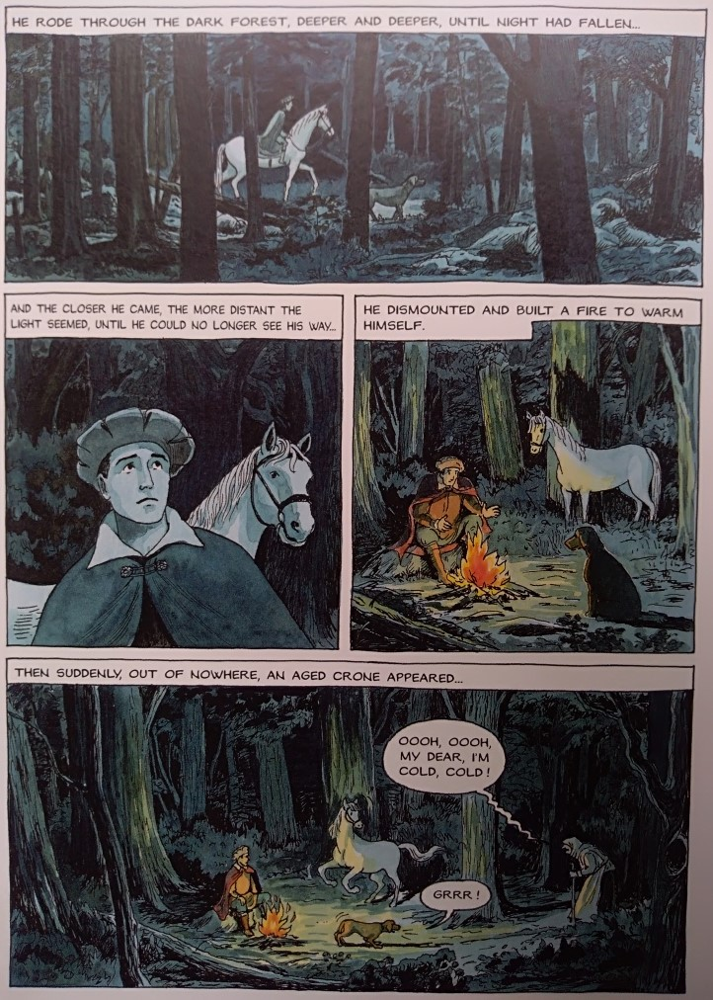 HE RODE THROUGH THE DARK FOREST, DEEPER AND DEEPER, UNTIL NIGHT HAD FALLEN...
AND THE CLOSER HE CAME, THE MORE DISTANT THE
LIGHT SEEMED, UNTIL HE COULD NO LONGER SEE HIS WAY...
HE DISMOUNTED AND BUILT A FIRE TO WARM
HIMSELF.
THEN SUDDENLY, OUT OF NOWHERE, AN AGED CRONE APPEARED...
OOOH, OOOH,
MY DEAR, I'M
COLD, COLD!
GRRR!